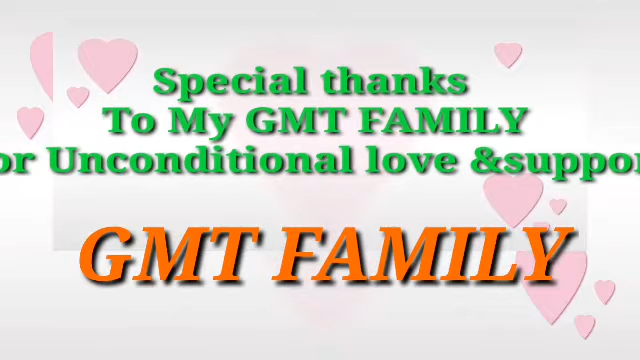 Special thanks
To My GMT FAMILY
or Unconditional love &suppor
GMT FAMILY